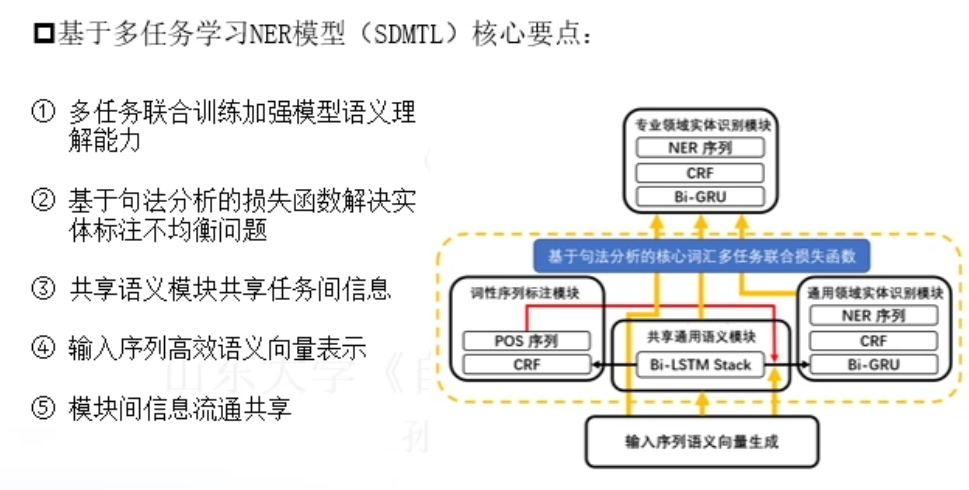 基于多任务学习NER模型（SDMTL）核心要点：
① 多任务联合训练加强模型语义理
解能力
② 基于句法分析的损失函数解决实
体标注不均衡问题
③ 共享语义模块共享任务间信息
④ 输入序列高效语义向量表示
⑤ 模块间信息流通共享
专业领域实体识别模块
NER 序列
CRF
Bi-GRU
基于句法分析的核心词汇多任务联合损失函数
词性序列标注模块
POS 序列
CRF
共享通用语义模块
Bi-LSTM Stack
通用领域实体识别模块
NER 序列
CRF
Bi-GRU
输入序列语义向量生成
山东大学《自
孙